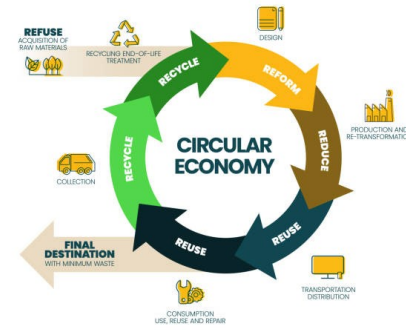 REFUSE
ACQUISITION OF
RAW MATERIALS
RECYCLING END-OF-LIFE
TREATMENT
DESIGN
RECYCLE
REFORM
PRODUCTION AND
RE-TRANSFORMATION
REDUCE
CIRCULAR
ECONOMY
RECYCLE
COLLECTION
REUSE
REUSE
FINAL
DESTINATION
WITH MINIMUM WASTE
TRANSPORTATION
DISTRIBUTION
CONSUMPTION
USE, REUSE AND REPAIR